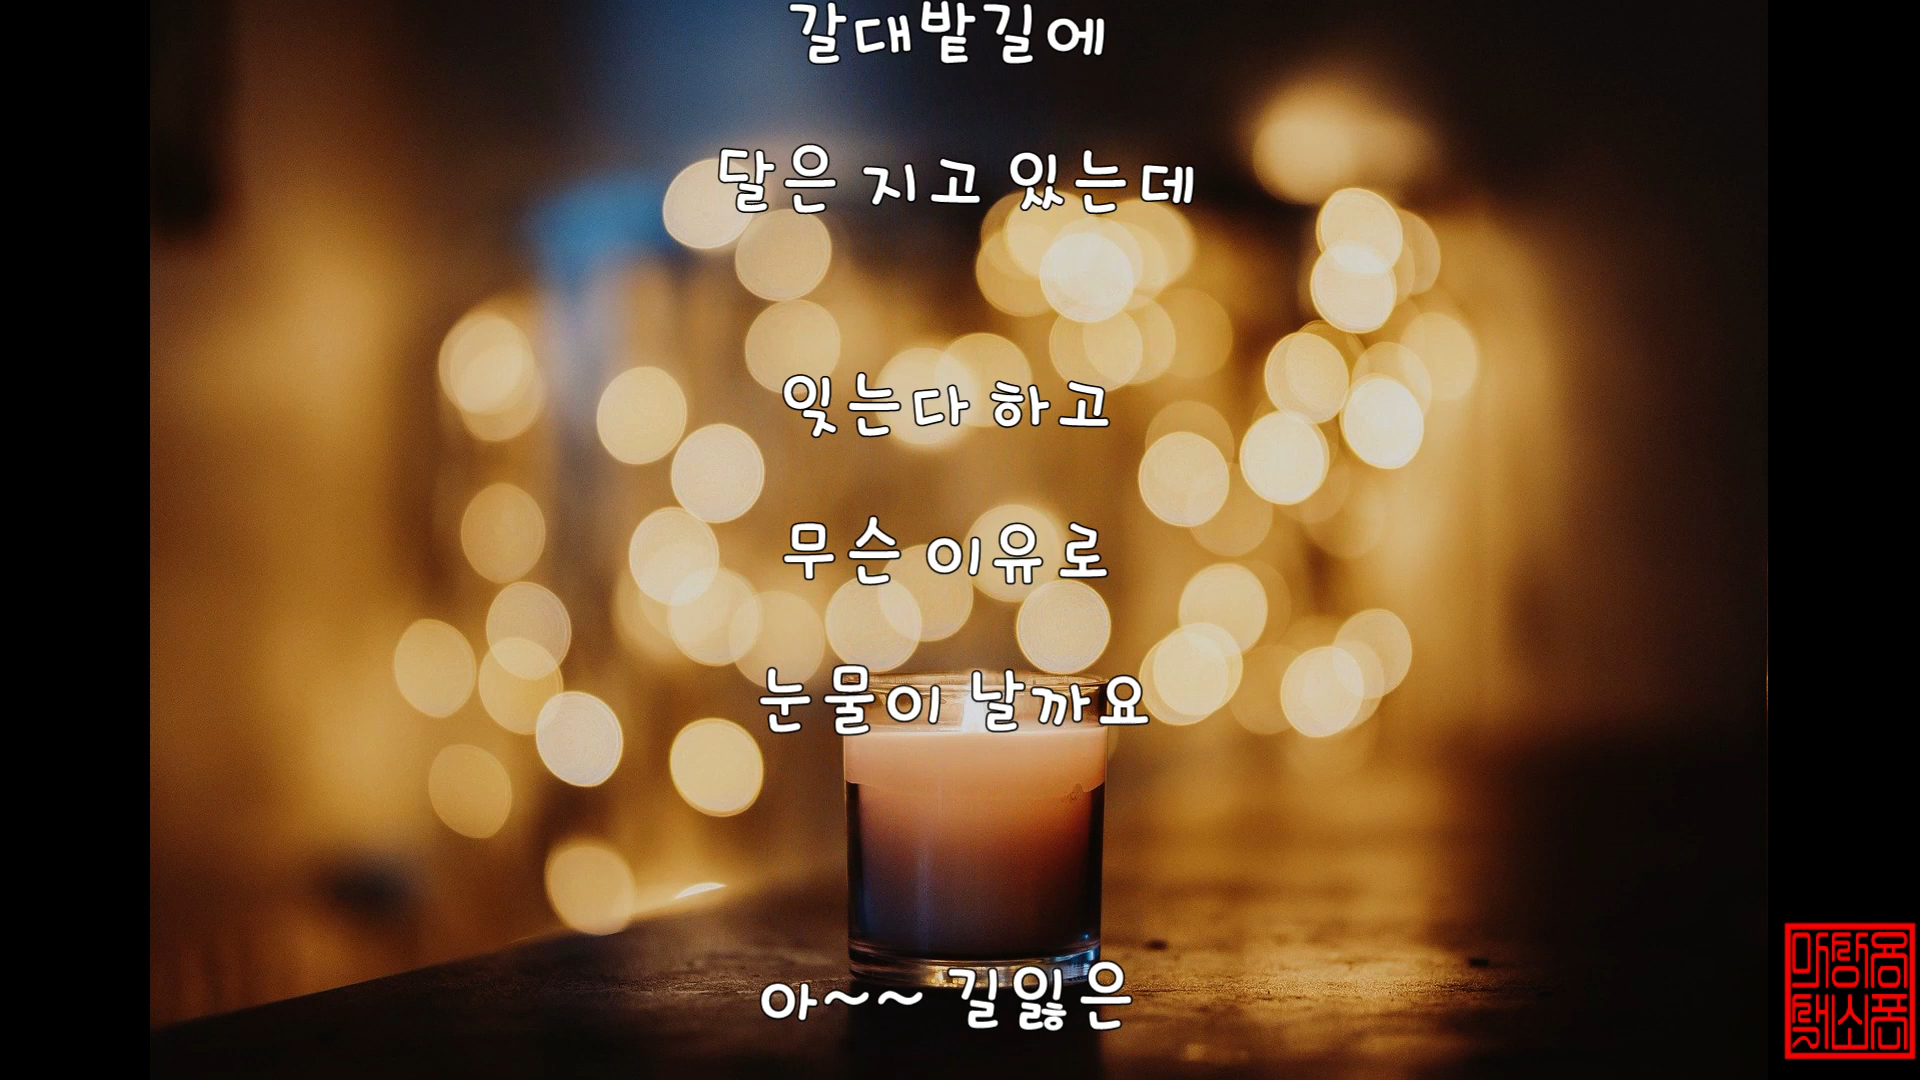 갈대밭길에
달은 지고 있는데
잊는다 하고
무슨 이유로
눈물이 날까요
아~~ 길잃은